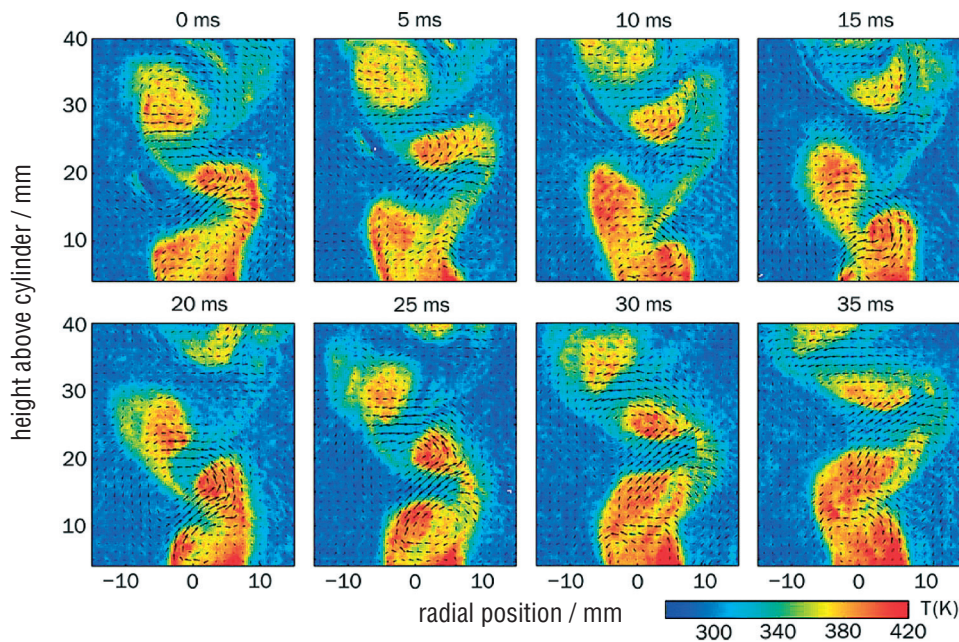 0 ms 5 ms 10 ms 15 ms
40
30
20
10
20 ms 25 ms 30 ms 35 ms
40
30
20
10
height above cylinder / mm
−10 0 10 −10 0 10 −10 0 10 −10 0 10
radial position / mm
T(K)
300 340 380 420